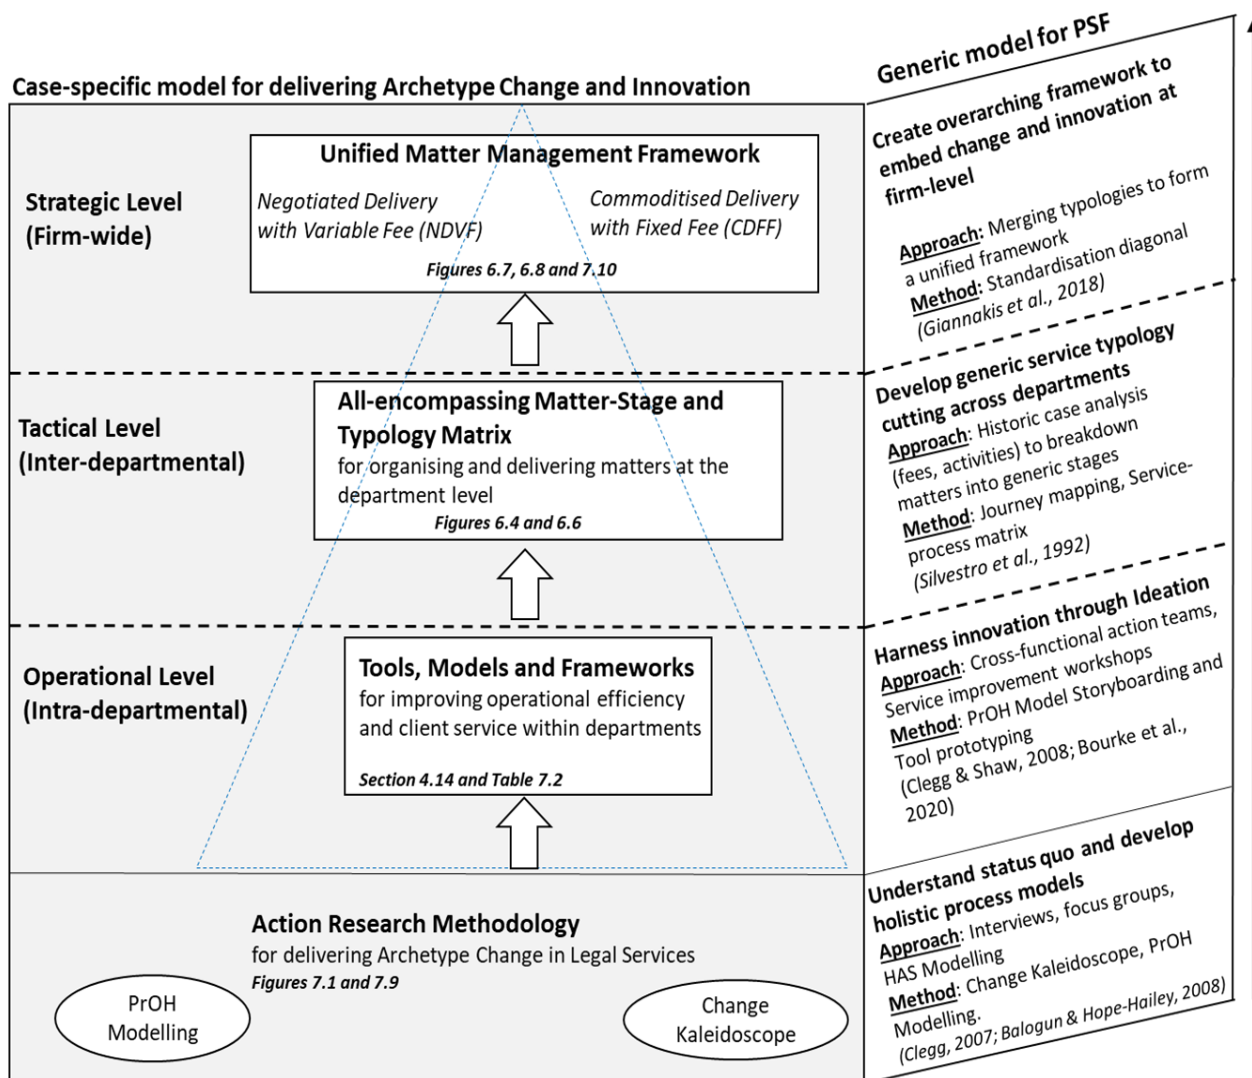 Case-specific model for delivering Archetype Change and Innovation
Strategic Level
(Firm-wide)
Unified Matter Management Framework
Negotiated Delivery
with Variable Fee (NDVF)
Commoditised Delivery
with Fixed Fee (CDFF)
Figures 6.7, 6.8 and 7.10
Tactical Level
(Inter-departmental)
All-encompassing Matter-Stage and
Typology Matrix
for organising and delivering matters at the
department level
Figures 6.4 and 6.6
Operational Level
(Intra-departmental)
Tools, Models and Frameworks
for improving operational efficiency
and client service within departments
Section 4.14 and Table 7.2
Action Research Methodology
for delivering Archetype Change in Legal Services
Figures 7.1 and 7.9
PrOH
Modelling
Change
Kaleidoscope
Generic model for PSF
Create overarching framework to
embed change and innovation at
firm-level
Approach: Merging typologies to form
a unified framework
Method: Standardisation diagonal
(Giannakis et al., 2018)
Develop generic service typology
cutting across departments
Approach: Historic case analysis
(fees, activities) to breakdown
matters into generic stages
Method: Journey mapping, Service-
process matrix
(Silvestro et al., 1992)
Harness innovation through Ideation
Approach: Cross-functional action teams,
Service improvement workshops
Method: PrOH Model Storyboarding and
Tool prototyping
(Clegg & Shaw, 2008; Bourke et al.,
2020)
Understand status quo and develop
holistic process models
Approach: Interviews, focus groups,
HAS Modelling
Method: Change Kaleidoscope, PrOH
Modelling.
(Clegg, 2007; Balogun & Hope-Hailey, 2008)